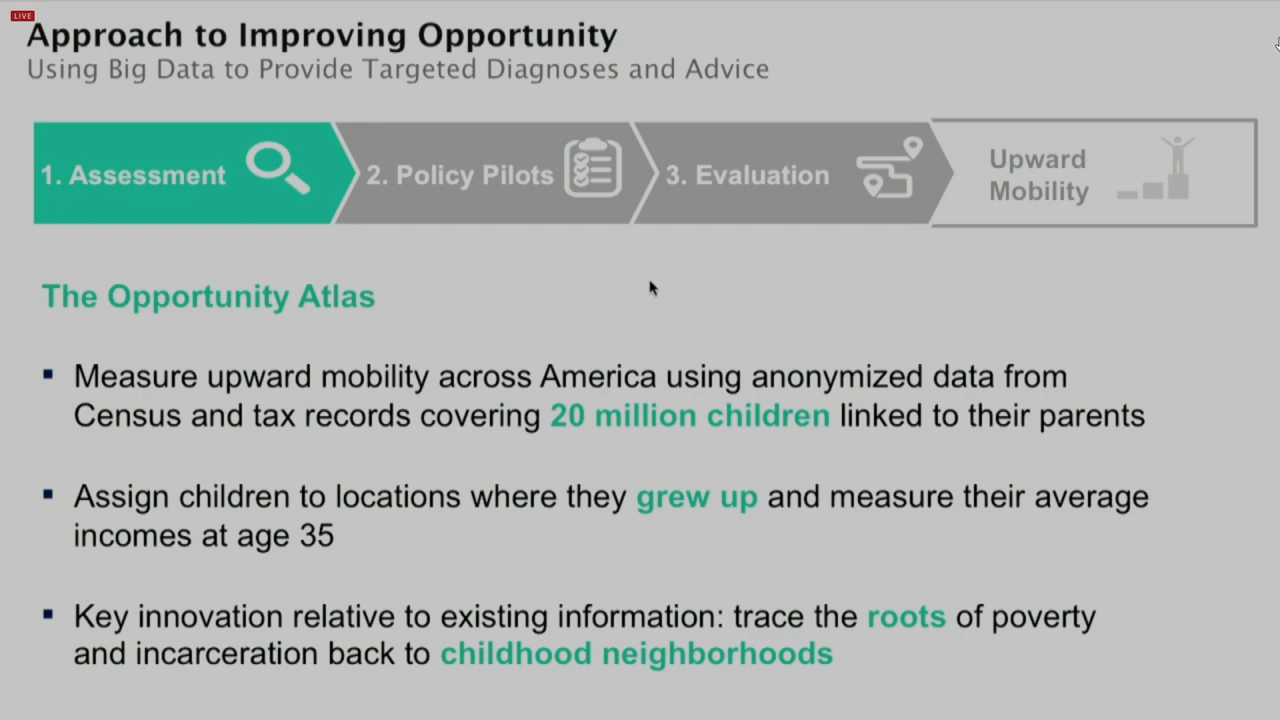 LIVE
Approach to Improving Opportunity
Using Big Data to Provide Targeted Diagnoses and Advice
1. Assessment
2. Policy Pilots
3. Evaluation
Upward
Mobility
The Opportunity Atlas
▪ Measure upward mobility across America using anonymized data from
Census and tax records covering 20 million children linked to their parents
▪ Assign children to locations where they grew up and measure their average
incomes at age 35
▪ Key innovation relative to existing information: trace the roots of poverty
and incarceration back to childhood neighborhoods